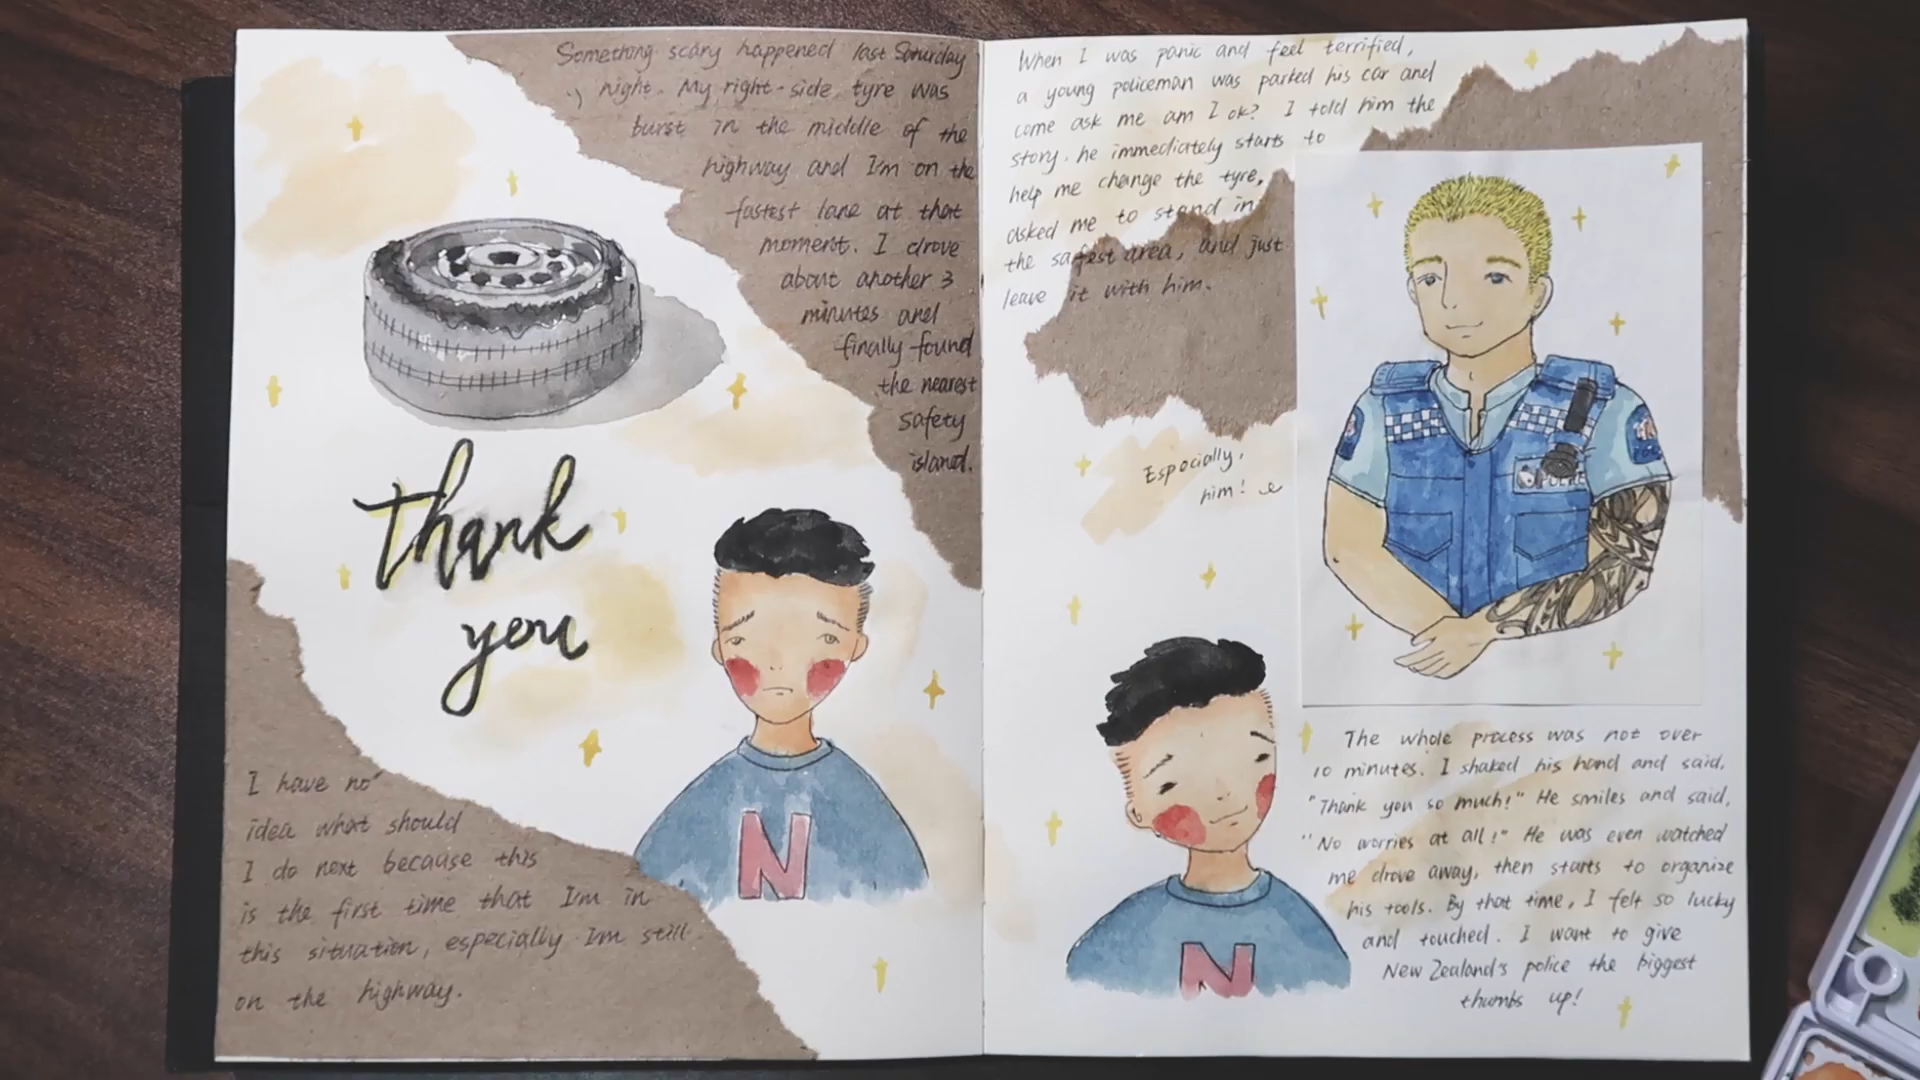 Something scary happened last Saturday
night. My right-side tyre was
burst in the middle of the
highway and I'm on the
fastest lane at that
moment. I drove
about another 3
minutes and
finally found
the nearest
safety
island.
Thank
you
N
I have no
idea what should
I do next because this
is the first time that I'm in
this situation, especially I'm still
on the highway.
When I was panic and feel terrified,
a young policeman was parked his car and
come ask me am I ok? I told him the
story. he immediately starts to
help me change the tyre,
asked me to stand in
the safest area, and just
leave it with him.
Especially,
him!
POLICE
N
The whole process was not over
10 minutes. I shaked his hand and said,
"Thank you so much!" He smiles and said,
"No worries at all!" He was even watched
me drove away, then starts to organize
his tools. By that time, I felt so lucky
and touched. I want to give
New Zealand's police the biggest
thumbs up!